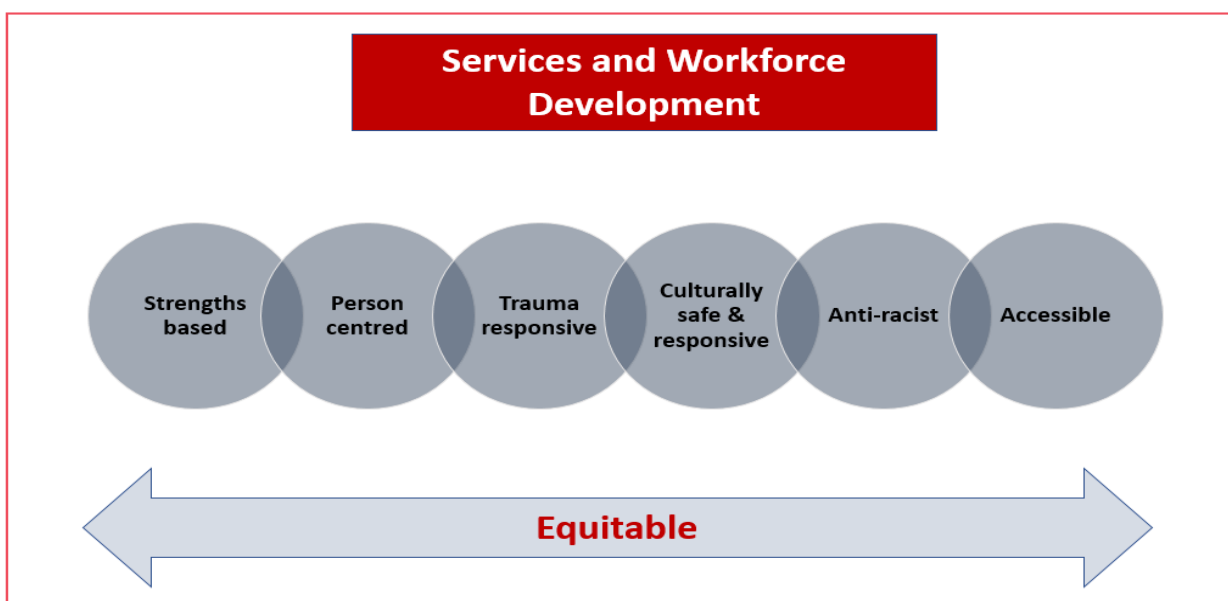 Services and Workforce
Development
Strengths
based
Person
centred
Trauma
responsive
Culturally
safe &
responsive
Anti-racist
Accessible
Equitable